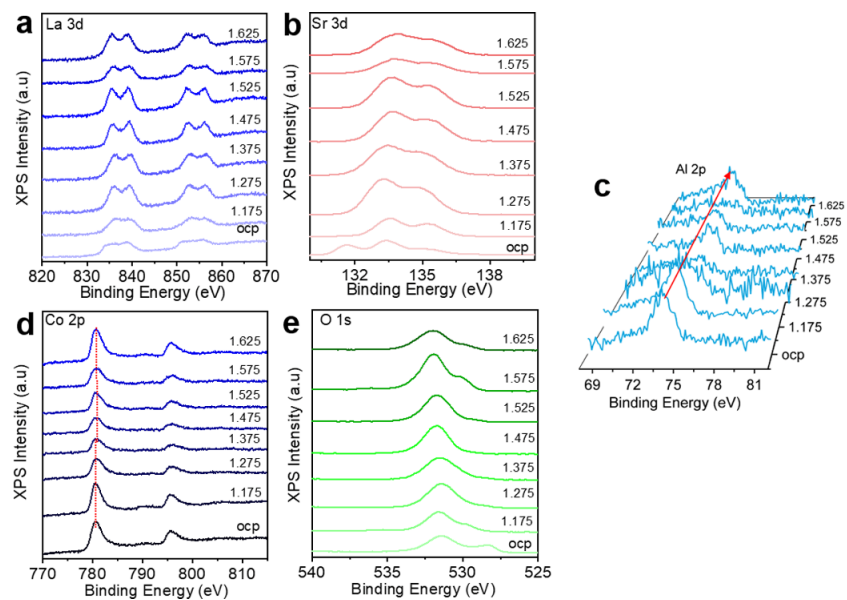 a
La 3d
XPS Intensity (a.u)
1.625
1.575
1.525
1.475
1.375
1.275
1.175
ocp
820 830 840 850 860 870
Binding Energy (eV)
b
Sr 3d
XPS Intensity (a.u)
1.625
1.575
1.525
1.475
1.375
1.275
1.175
ocp
132 135 138
Binding Energy (eV)
c
Al 2p
1.625
1.575
1.525
1.475
1.375
1.275
1.175
ocp
69 72 75 78 81
Binding Energy (eV)
d
Co 2p
XPS Intensity (a.u)
1.625
1.575
1.525
1.475
1.375
1.275
1.175
ocp
770 780 790 800 810
Binding Energy (eV)
e
O 1s
XPS Intensity (a.u)
1.625
1.575
1.525
1.475
1.375
1.275
1.175
ocp
540 535 530 525
Binding Energy (eV)